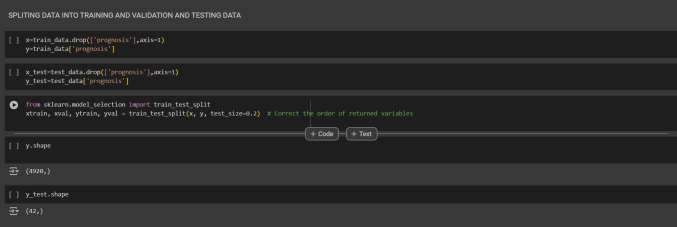 SPLITING DATA INTO TRAINING AND VALIDATION AND TESTING DATA
[ ] x=train_data.drop(['prognosis'],axis=1)
y=train_data['prognosis']
[ ] x_test=test_data.drop(['prognosis'],axis=1)
y_test=test_data['prognosis']
from sklearn.model_selection import train_test_split
xtrain, xval, ytrain, yval = train_test_split(x, y, test_size=0.2)  # Correct the order of returned variables
+ Code + Text
[ ] y.shape
(4920,)
[ ] y_test.shape
(42,)